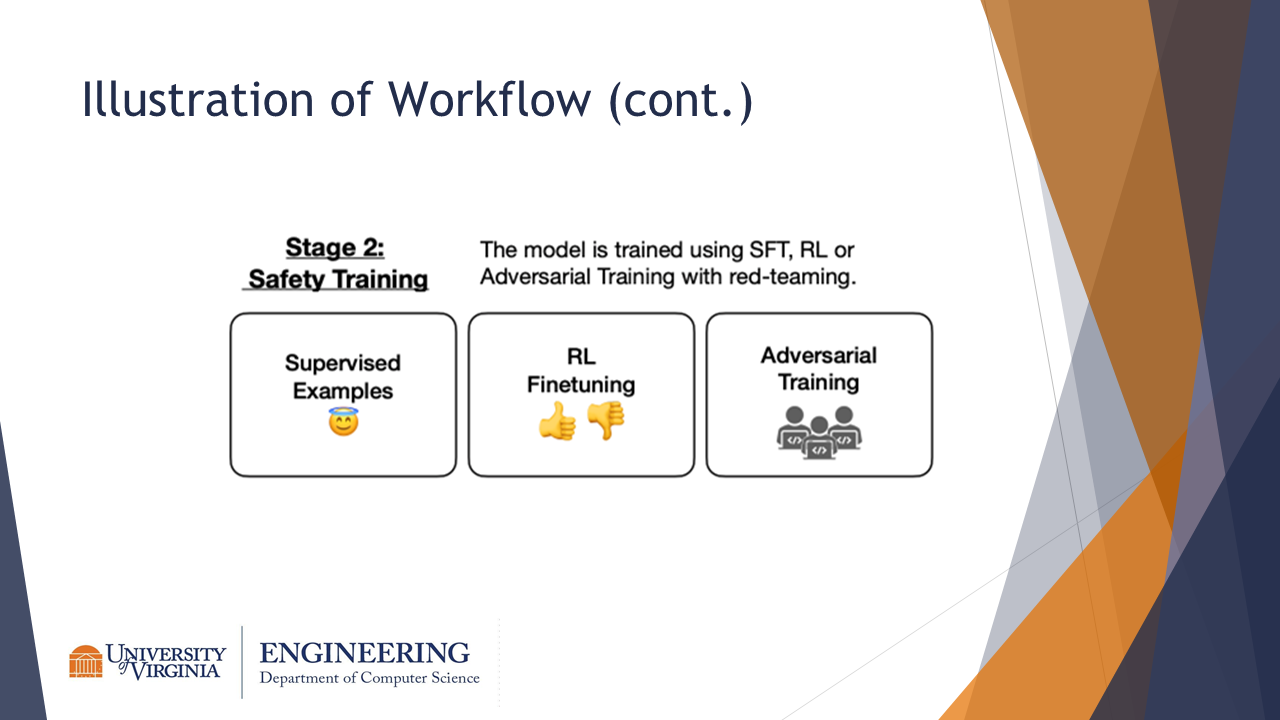 Illustration of Workflow (cont.)
Stage 2:
Safety Training
The model is trained using SFT, RL or
Adversarial Training with red-teaming.
Supervised
Examples
RL
Finetuning
Adversarial
Training
UNIVERSITY
of VIRGINIA
ENGINEERING
Department of Computer Science